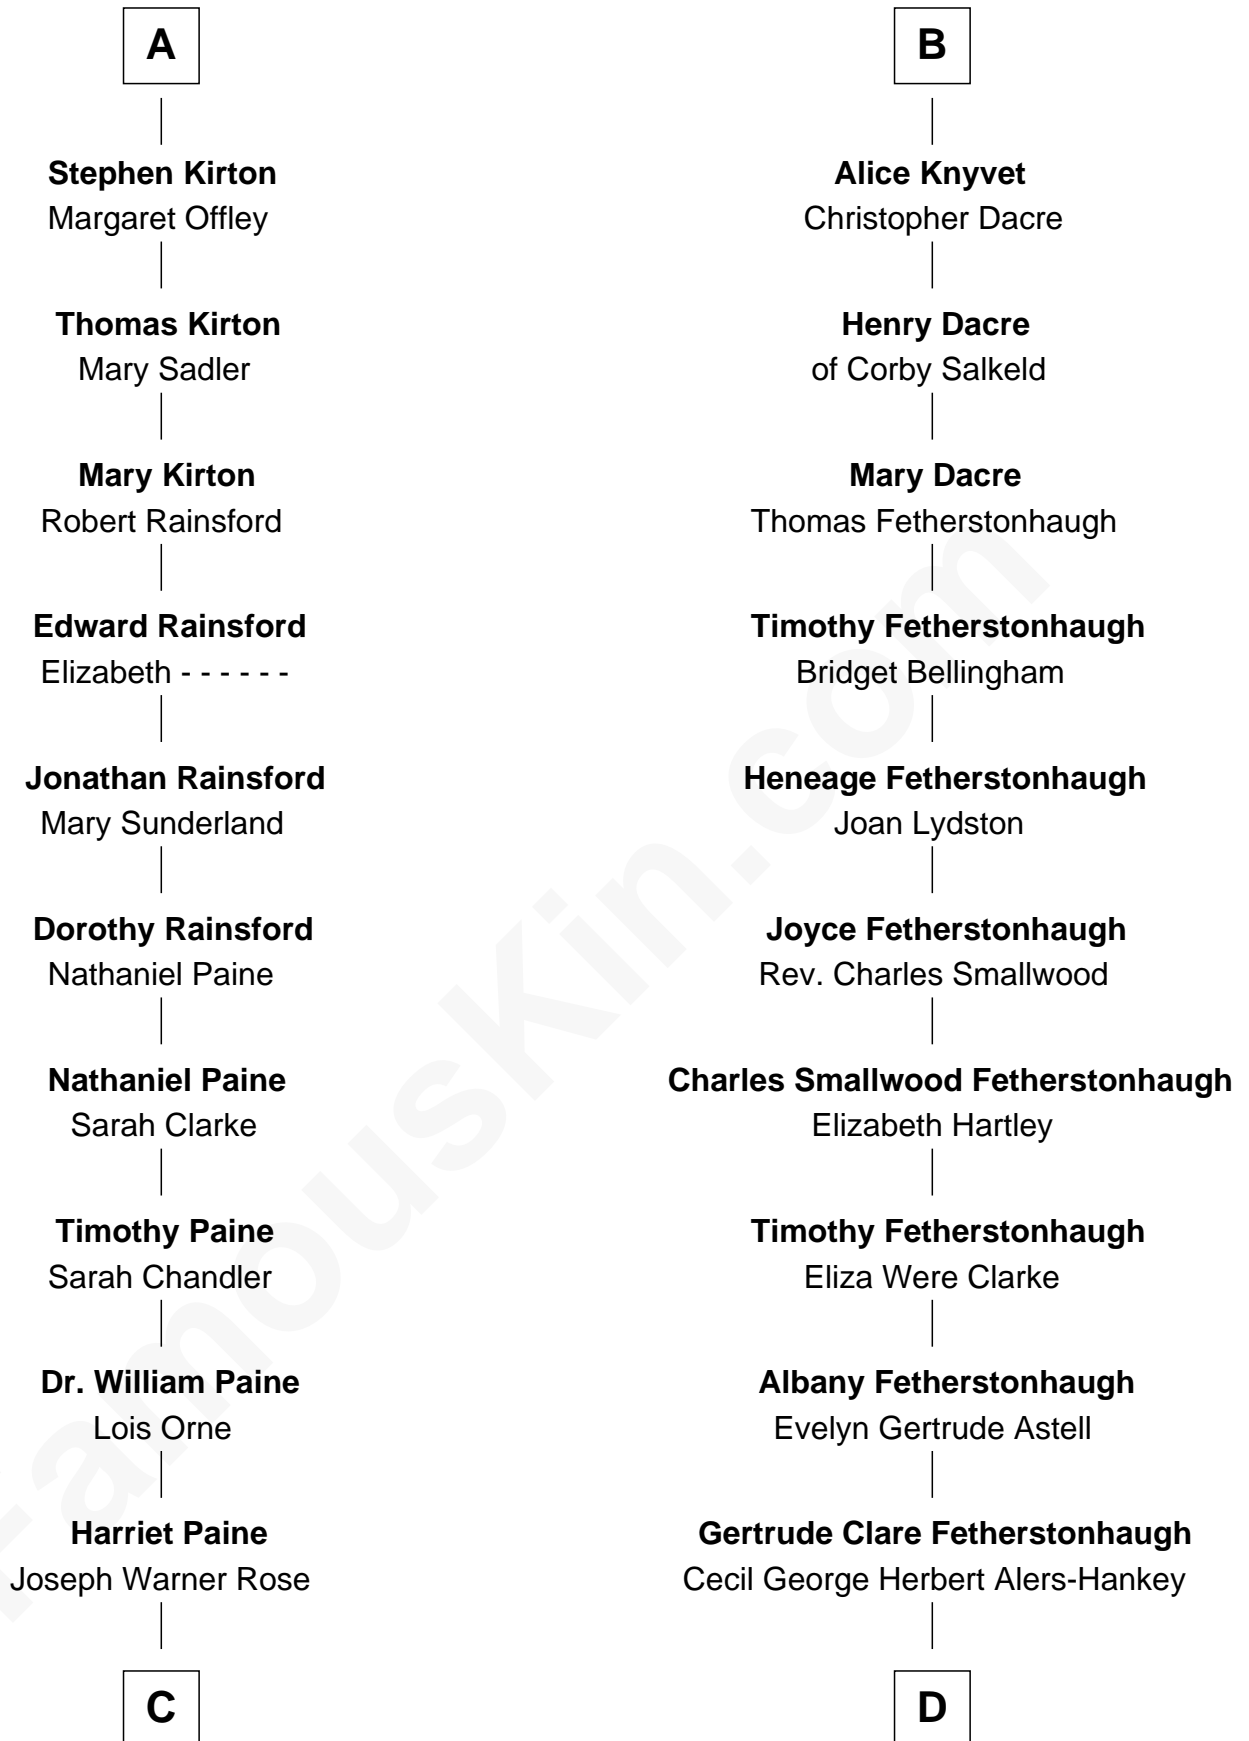 A
Stephen Kirton
Margaret Offley
Thomas Kirton
Mary Sadler
Mary Kirton
Robert Rainsford
Edward Rainsford
Elizabeth - - - - - -
Jonathan Rainsford
Mary Sunderland
Dorothy Rainsford
Nathaniel Paine
Nathaniel Paine
Sarah Clarke
Timothy Paine
Sarah Chandler
Dr. William Paine
Lois Orne
Harriet Paine
Joseph Warner Rose
C
B
Alice Knyvet
Christopher Dacre
Henry Dacre
of Corby Salkeld
Mary Dacre
Thomas Fetherstonhaugh
Timothy Fetherstonhaugh
Bridget Bellingham
Heneage Fetherstonhaugh
Joan Lydston
Joyce Fetherstonhaugh
Rev. Charles Smallwood
Charles Smallwood Fetherstonhaugh
Elizabeth Hartley
Timothy Fetherstonhaugh
Eliza Were Clarke
Albany Fetherstonhaugh
Evelyn Gertrude Astell
Gertrude Clare Fetherstonhaugh
Cecil George Herbert Alers-Hankey
D
FamousKin.com